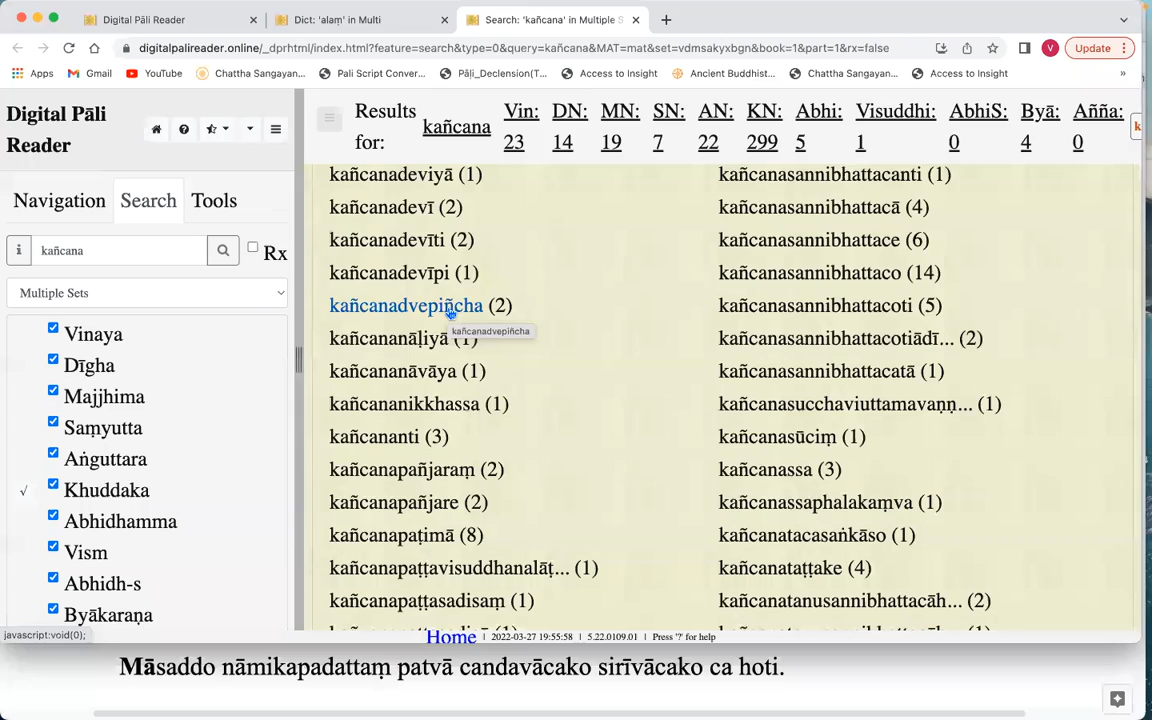 Digital Pāli Reader
Dict: 'alaṃ' in Multi
Search: 'kañcana' in Multiple S
digitalpalireader.online/_dprhtml/index.html?feature=search&type=0&query=kañcana&MAT=mat&set=vdmsakyxbgn&book=1&part=1&rx=false
V
Update
Apps
Gmail
YouTube
Chattha Sangayan...
Pali Script Conver...
Pāḷi_Declension(T...
Access to Insight
Ancient Buddhist...
Chattha Sangayan...
Access to Insight
»
Digital Pāli
Reader
Navigation
Search
Tools
kañcana
Rx
Multiple Sets
Vinaya
Dīgha
Majjhima
Saṃyutta
Aṅguttara
√
Khuddaka
Abhidhamma
Vism
Abhidh-s
Byākaraṇa
javascript:void(0);
Results
for:
kañcana
Vin:
23
DN:
14
MN:
19
SN:
7
AN:
22
KN:
299
Abhi:
5
Visuddhi:
1
AbhiS:
0
Byā:
4
Añña:
0
k
kañcanadeviyā (1)
kañcanadevī (2)
kañcanadevīti (2)
kañcanadevīpi (1)
kañcanadvepiñcha (2)
kañcanadvepiñcha
kañcananāḷiyā (1)
kañcananāvāya (1)
kañcananikkhassa (1)
kañcananti (3)
kañcanapañjaraṃ (2)
kañcanapañjare (2)
kañcanapaṭimā (8)
kañcanapaṭṭavisuddhanalāṭ... (1)
kañcanapaṭṭasadisaṃ (1)
kañcanasannibhattacanti (1)
kañcanasannibhattacā (4)
kañcanasannibhattace (6)
kañcanasannibhattaco (14)
kañcanasannibhattacoti (5)
kañcanasannibhattacotiādī... (2)
kañcanasannibhattacatā (1)
kañcanasucchaviuttamavaṇṇ... (1)
kañcanasūciṃ (1)
kañcanassa (3)
kañcanassaphalakaṃva (1)
kañcanatacasaṅkāso (1)
kañcanataṭṭake (4)
kañcanatanusannibhattacāh... (2)
Home | 2022-03-27 19:55:58 | 5.22.0109.01 | Press '?' for help
Māsaddo nāmikapadattaṃ patvā candavācako sirīvācako ca hoti.